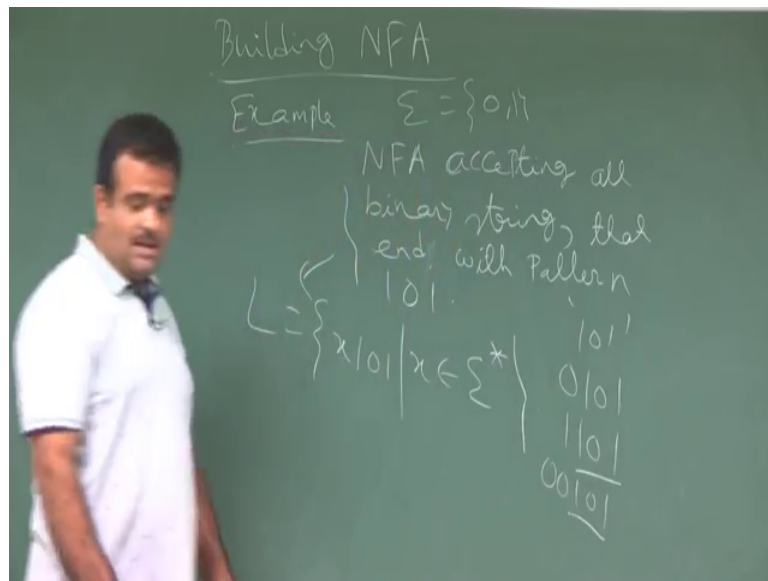 Building NFA
Example Σ = {0,1}
NFA accepting all
binary strings that
end with Pattern
101.
L = {x101 | x ∈ Σ*}
101
0101
1101
00101